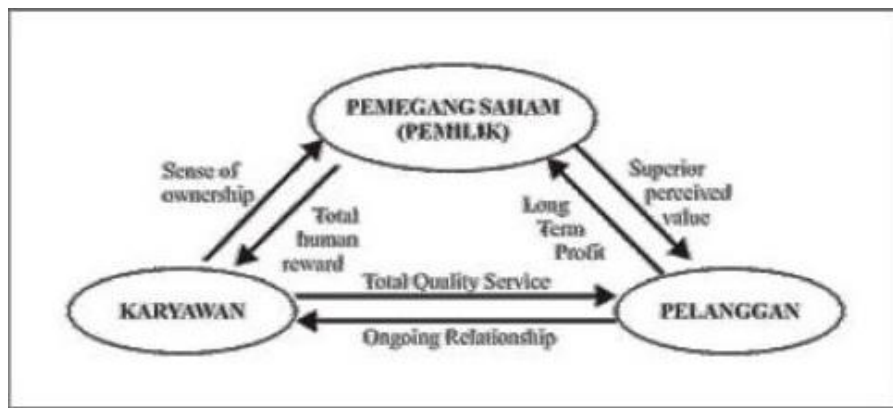 PEMEGANG SAHAM
(PEMILIK)
Sense of
ownership
Total
human
reward
Long
Term
Profit
Superior
perceived
value
KARYAWAN
Total Quality Service
Ongoing Relationship
PELANGGAN